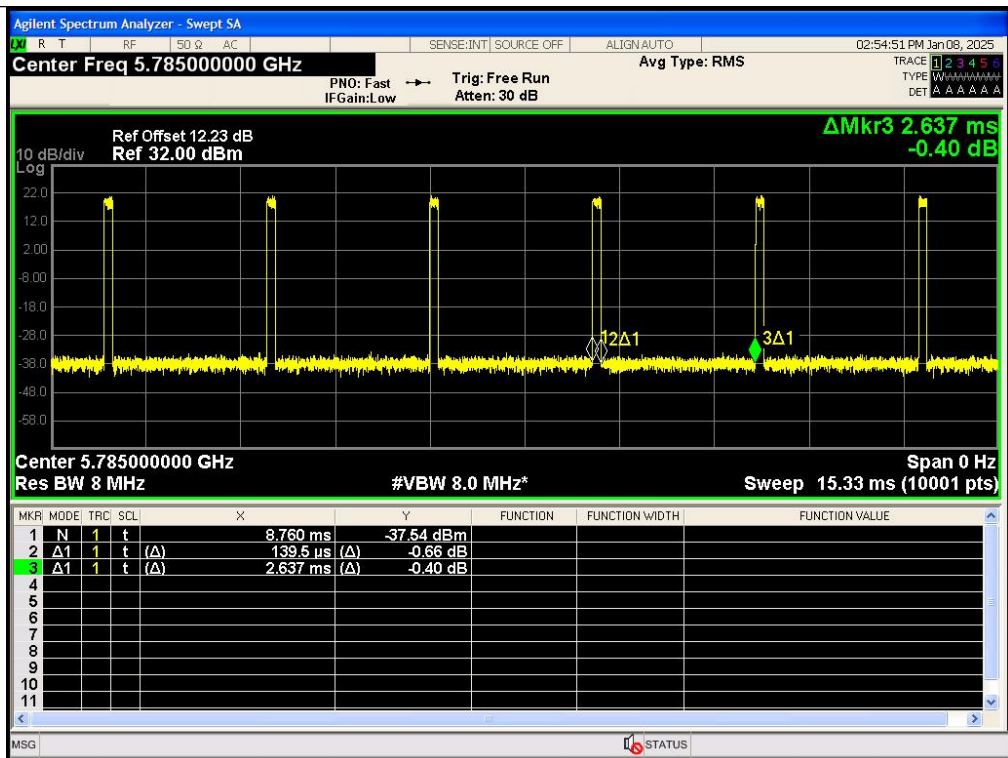 Agilent Spectrum Analyzer - Swept SA
LXI R T RF 50 Ω AC SENSE:INT SOURCE OFF ALIGN AUTO 02:54:51 PM Jan 08, 2025
Center Freq 5.785000000 GHz Avg Type: RMS TRACE 1 2 3 4 5 6
PNO: Fast Trig: Free Run TYPE W
IFGain:Low Atten: 30 dB DET A A A A A A
ΔMkr3 2.637 ms
-0.40 dB
Ref Offset 12.23 dB
10 dB/div Ref 32.00 dBm
Log
22.0
12.0
2.00
-8.00
-18.0
-28.0
12Δ1 3Δ1
-38.0
-48.0
-58.0
Center 5.785000000 GHz Span 0 Hz
Res BW 8 MHz #VBW 8.0 MHz* Sweep 15.33 ms (10001 pts)
MKR MODE TRC SCL X Y FUNCTION FUNCTION WIDTH FUNCTION VALUE
1 N 1 t 8.760 ms -37.54 dBm
2 Δ1 1 t (Δ) 139.5 µs (Δ) -0.66 dB
3 Δ1 1 t (Δ) 2.637 ms (Δ) -0.40 dB
4
5
6
7
8
9
10
11
MSG STATUS